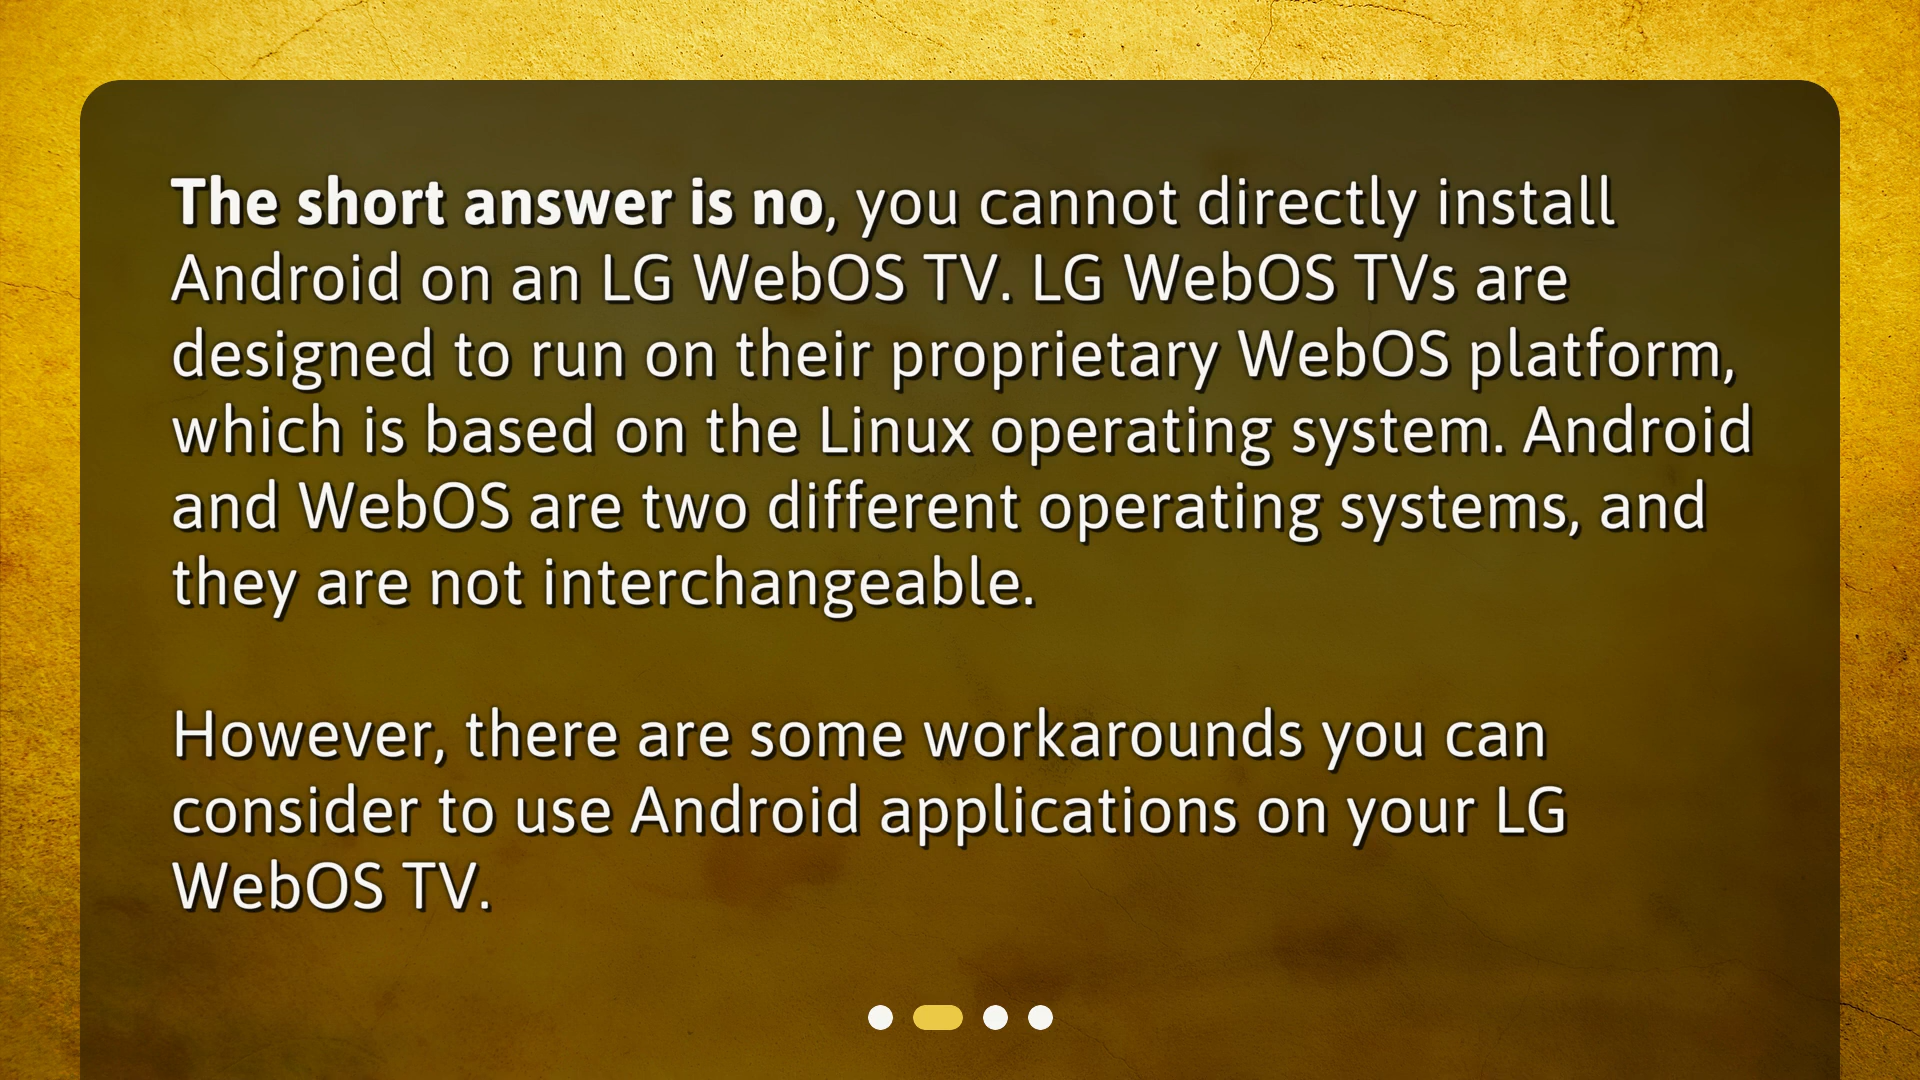 The short answer is no, you cannot directly install
Android on an LG WebOS TV. LG WebOS TVs are
designed to run on their proprietary WebOS platform,
which is based on the Linux operating system. Android
and WebOS are two different operating systems, and
they are not interchangeable.
However, there are some workarounds you can
consider to use Android applications on your LG
WebOS TV.